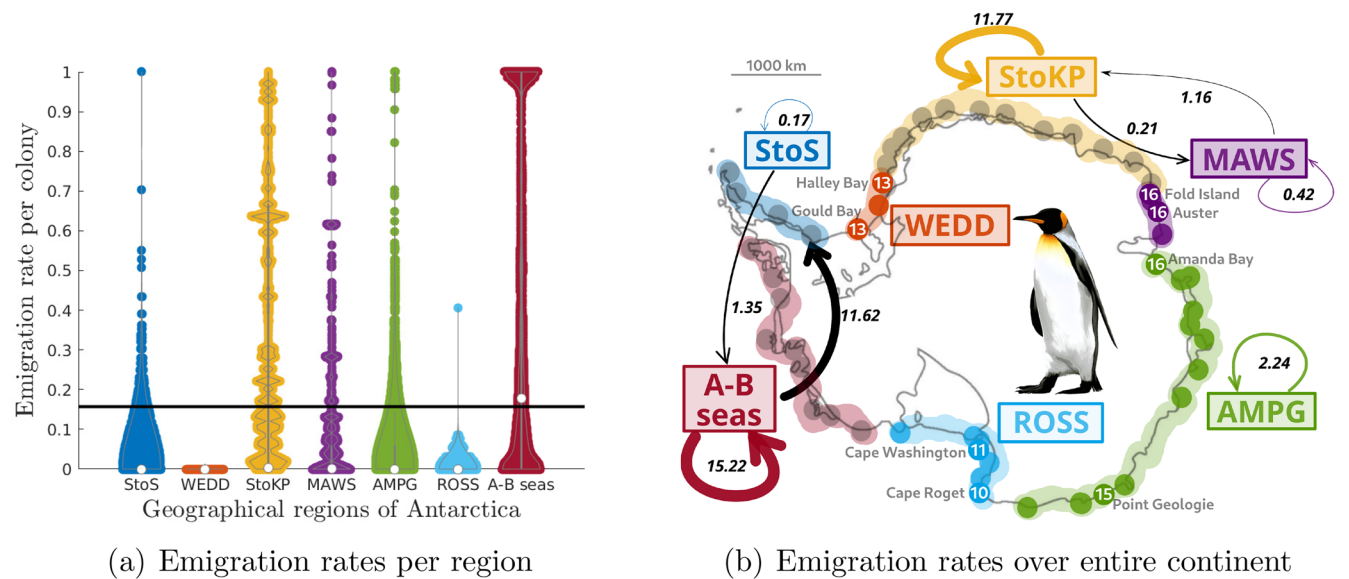 1
0.9
0.8
0.7
0.6
0.5
0.4
0.3
0.2
0.1
0
Emigration rate per colony
StoS WEDD StoKP MAWS AMPG ROSS A-B seas
Geographical regions of Antarctica
(a) Emigration rates per region
11.77
1000 km
StoKP
1.16
0.17
0.21
StoS
MAWS
Halley Bay 13
16 Fold Island
0.42
Gould Bay
16 Auster
WEDD
13
16 Amanda Bay
1.35
11.62
A-B
seas
2.24
AMPG
ROSS
Cape Washington 11
15.22
Cape Roget 10
15 Point Geologie
(b) Emigration rates over entire continent